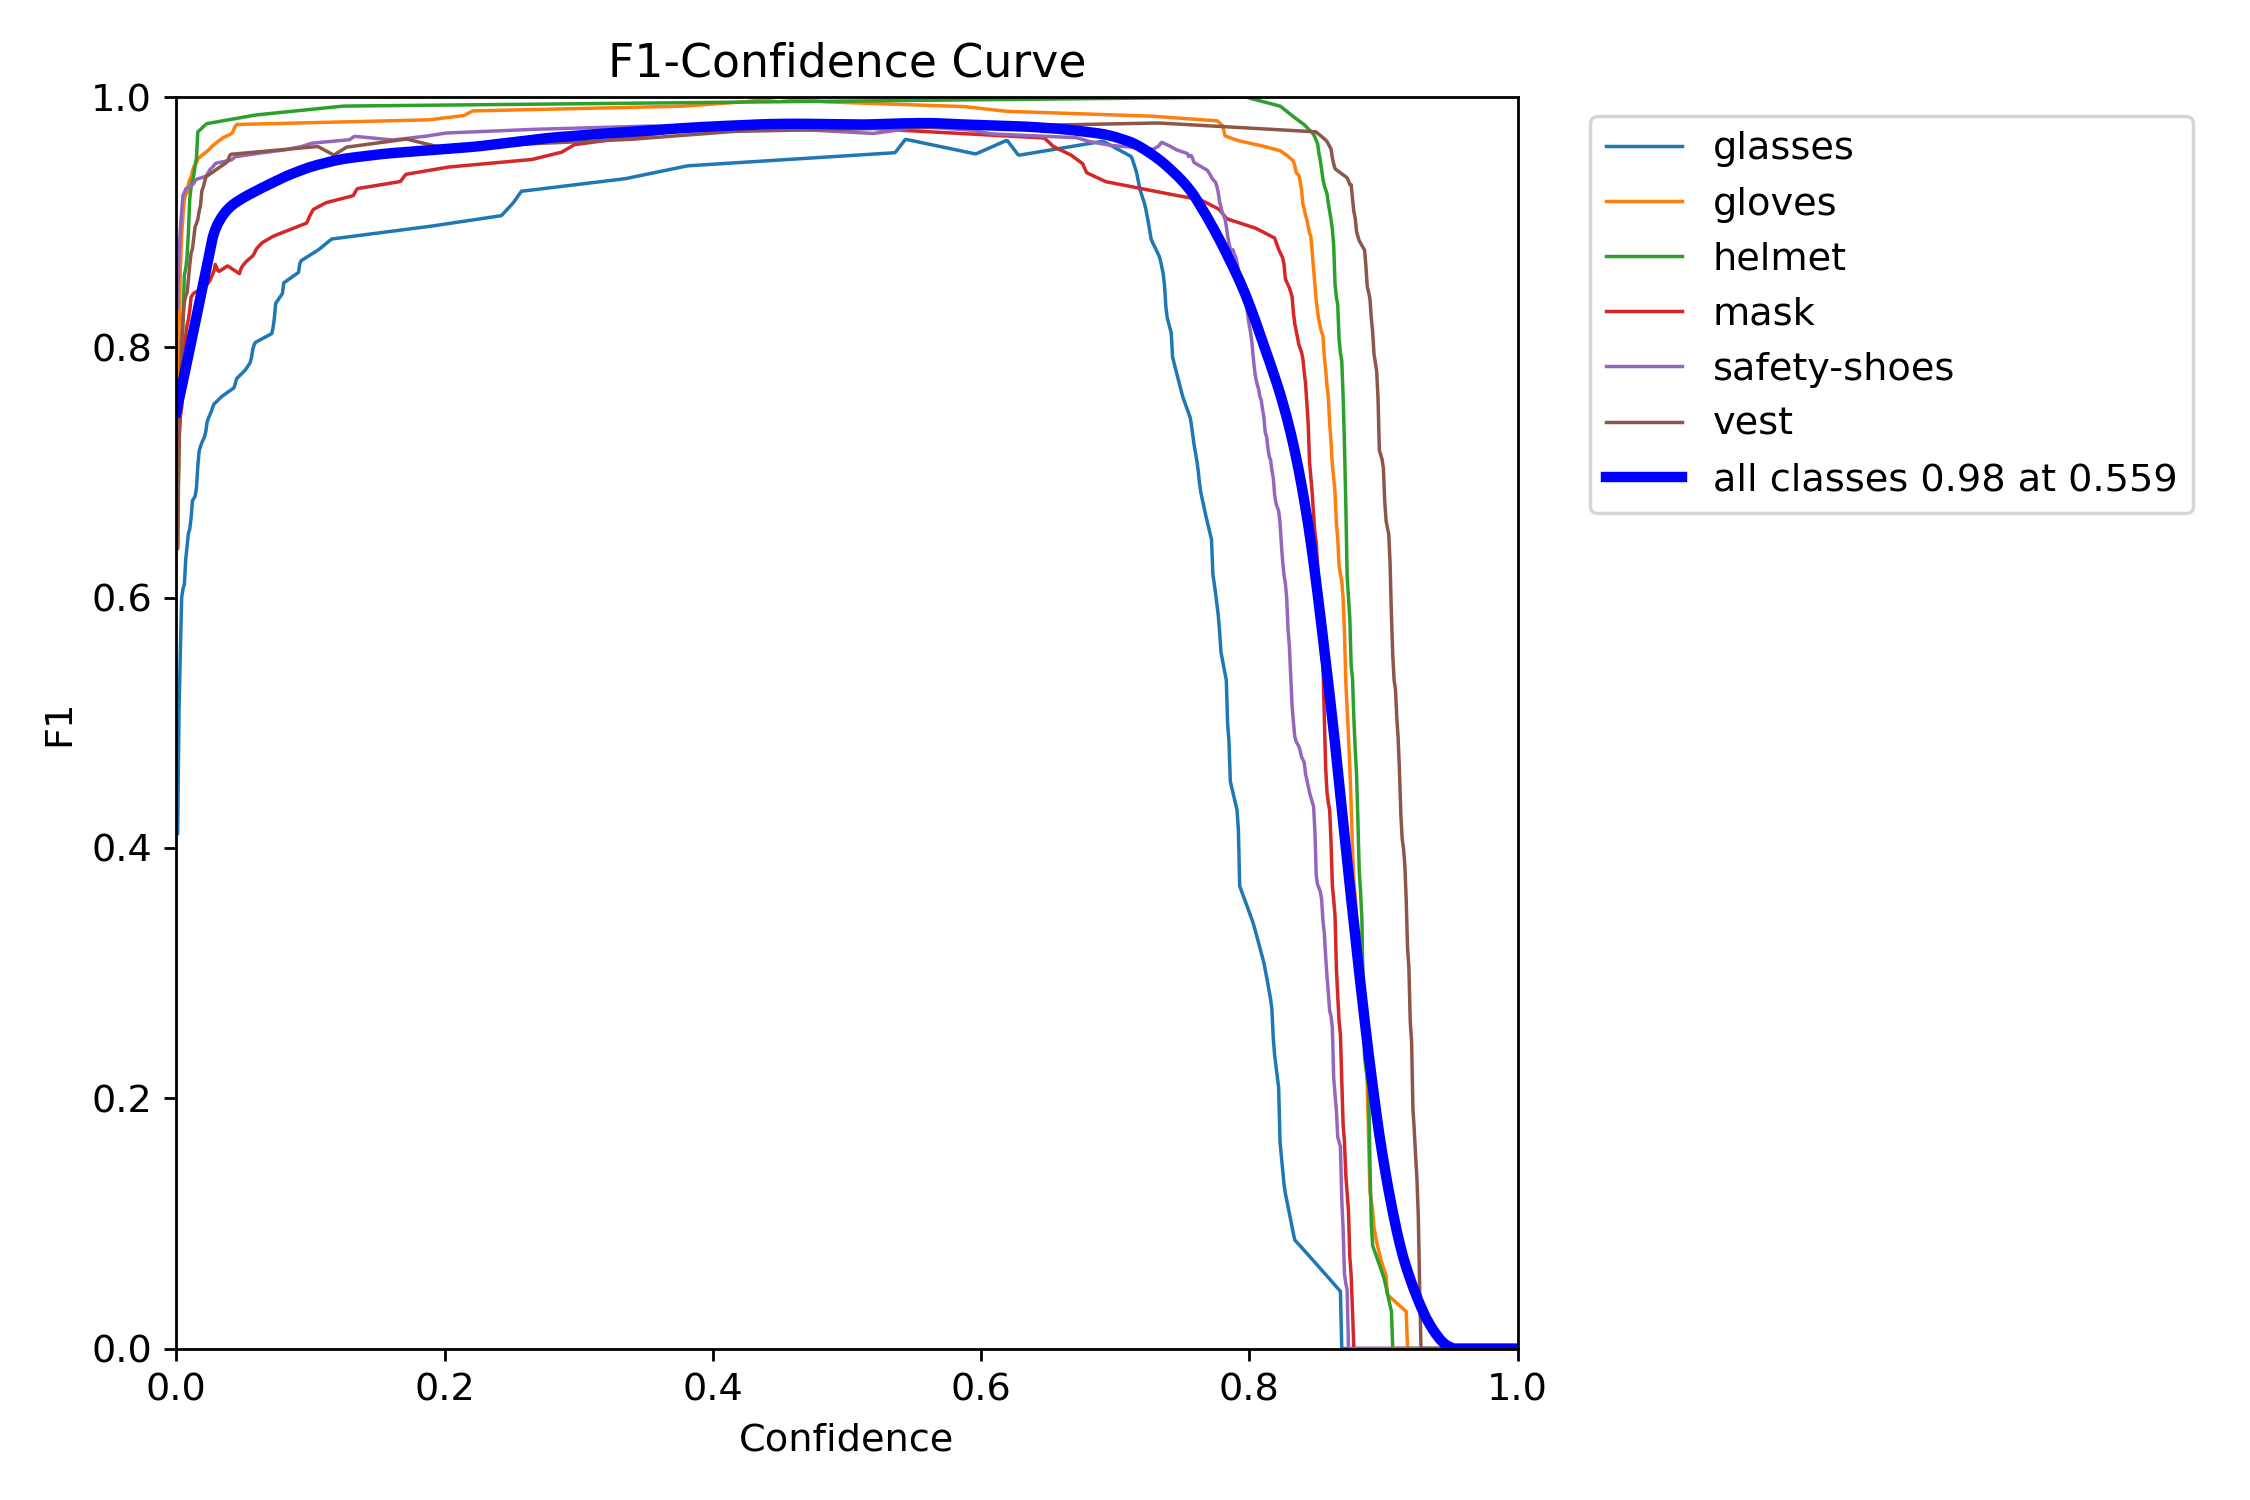 F1-Confidence Curve
1.0
0.8
0.6
0.4
0.2
0.0
F1
0.0 0.2 0.4 0.6 0.8 1.0
Confidence
glasses
gloves
helmet
mask
safety-shoes
vest
all classes 0.98 at 0.559